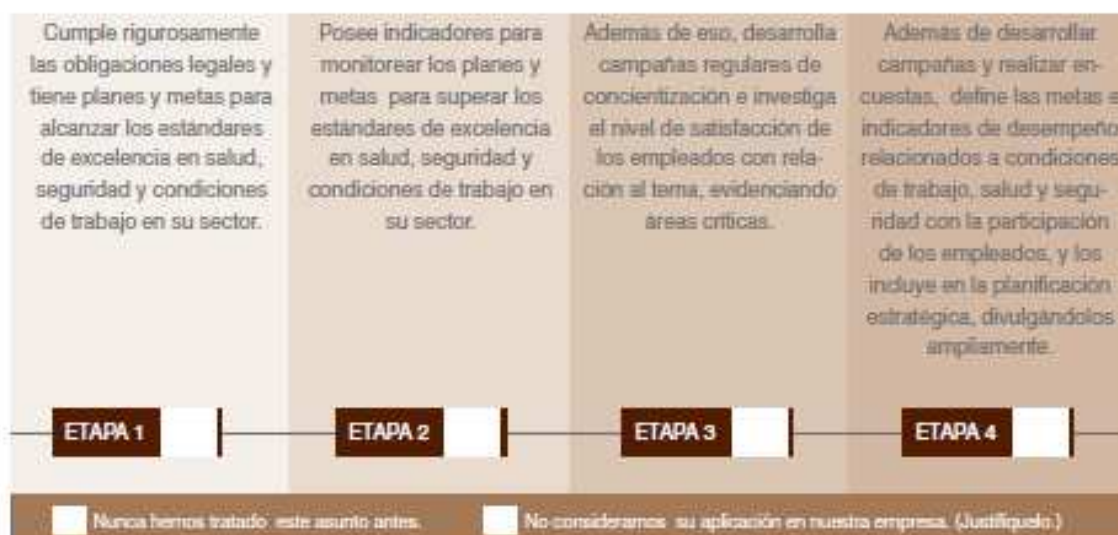 Cumple rigurosamente
las obligaciones legales y
tiene planes y metas para
alcanzar los estándares
de excelencia en salud,
seguridad y condiciones
de trabajo en su sector.
Posee indicadores para
monitorear los planes y
metas para superar los
estándares de excelencia
en salud, seguridad y
condiciones de trabajo en
su sector.
Además de eso, desarrolla
campañas regulares de
concientización e investiga
el nivel de satisfacción de
los empleados con rela-
ción al tema, evidenciando
áreas críticas.
Además de desarrollar
campañas y realizar en-
cuestas, define las metas e
indicadores de desempeño
relacionados a condiciones
de trabajo, salud y segu-
ridad con la participación
de los empleados, y los
incluye en la planificación
estratégica, divulgándolos
ampliamente.
ETAPA 1
ETAPA 2
ETAPA 3
ETAPA 4
Nunca hemos tratado este asunto antes.
No consideramos su aplicación en nuestra empresa. (Justifíquelo.)